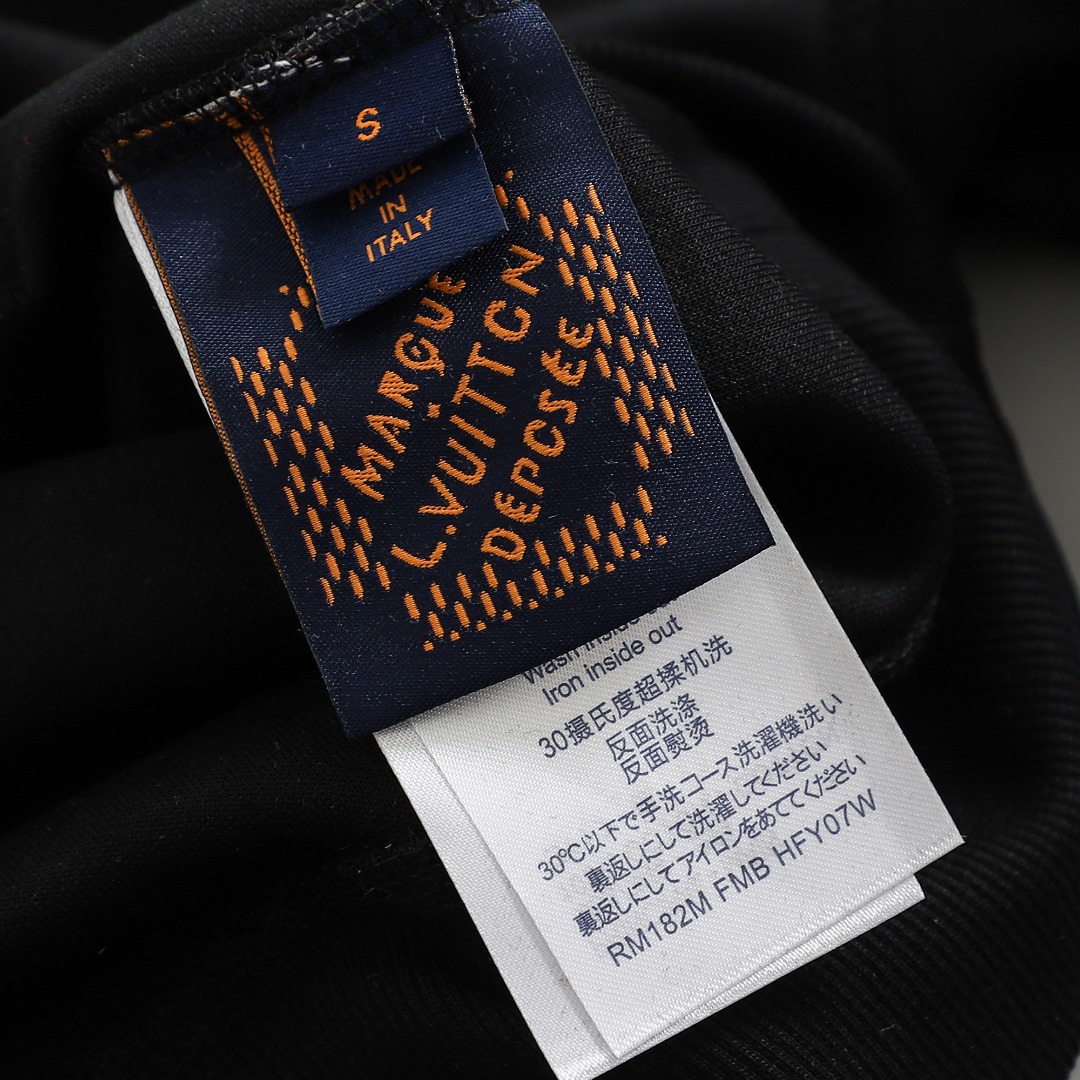 S
MADE
IN
ITALY
MARQUE
L.VUITTON
DEPOSEE
Wash inside
Iron inside out
30摄氏度超揉机洗
反面洗涤
反面熨烫
30℃以下で手洗コース洗濯機洗い
裏返しにして洗濯してください
裏返しにしてアイロンをあててください
RM182M FMB HFY07W